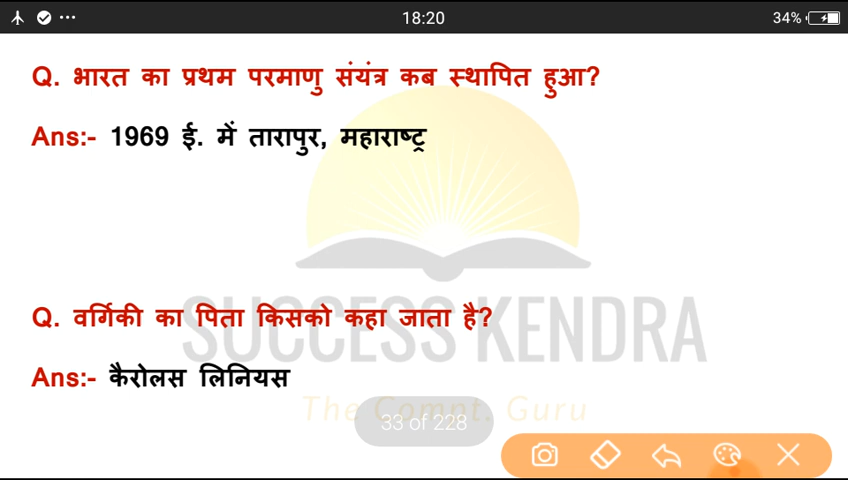 18:20
34%
Q. भारत का प्रथम परमाणु संयंत्र कब स्थापित हुआ?
Ans:- 1969 ई. में तारापुर, महाराष्ट्र
Q. वर्गिकी का पिता किसको कहा जाता है?
SUCCESS KENDRA
Ans:- कैरोलस लिनियस
The Compt. Guru
33 of 228